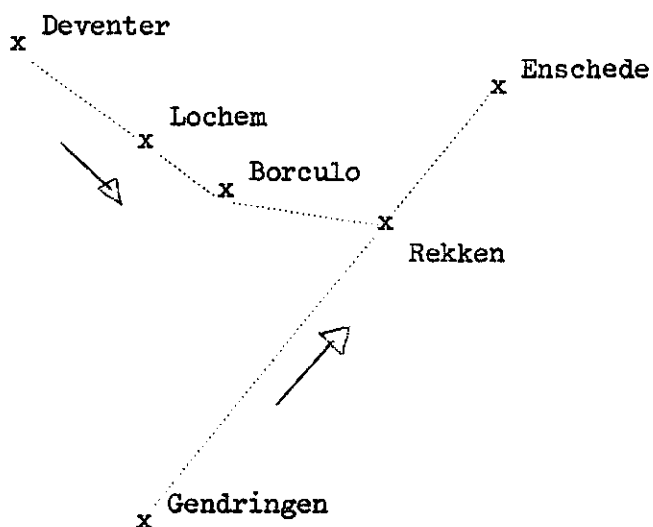 x Deventer
x Enschede
x Lochem
x Borculo
x Rekken
x Gendringen